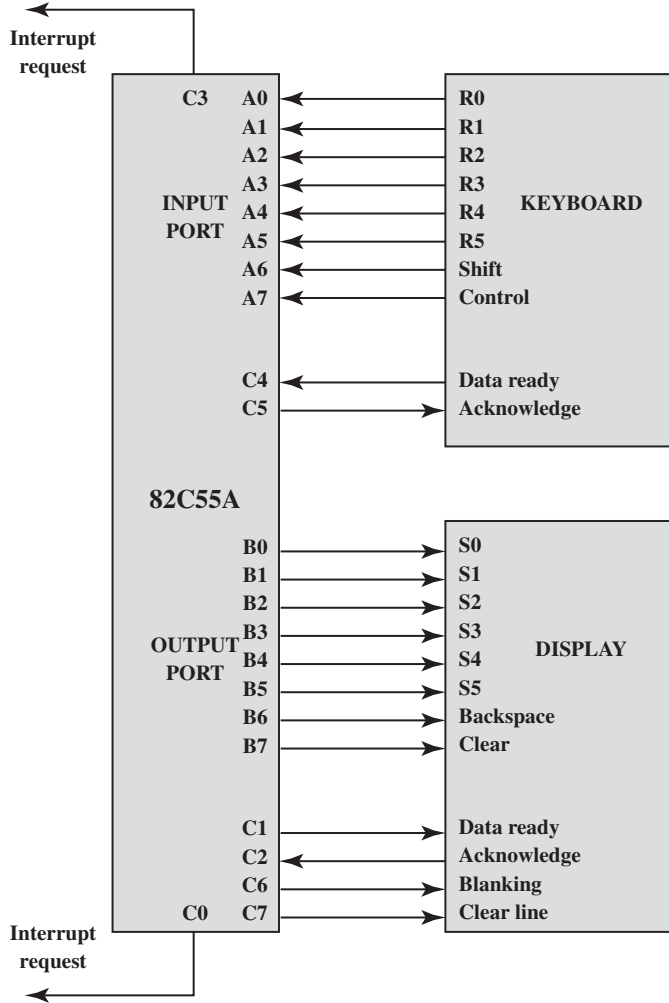 Interrupt
request
C3 A0 R0
A1 R1
A2 R2
A3 R3
INPUT
PORT
KEYBOARD
A4 R4
A5 R5
A6 Shift
A7 Control
C4 Data ready
C5 Acknowledge
82C55A
B0 S0
B1 S1
B2 S2
B3 S3
OUTPUT
PORT
DISPLAY
B4 S4
B5 S5
B6 Backspace
B7 Clear
C1 Data ready
C2 Acknowledge
C6 Blanking
C0 C7 Clear line
Interrupt
request